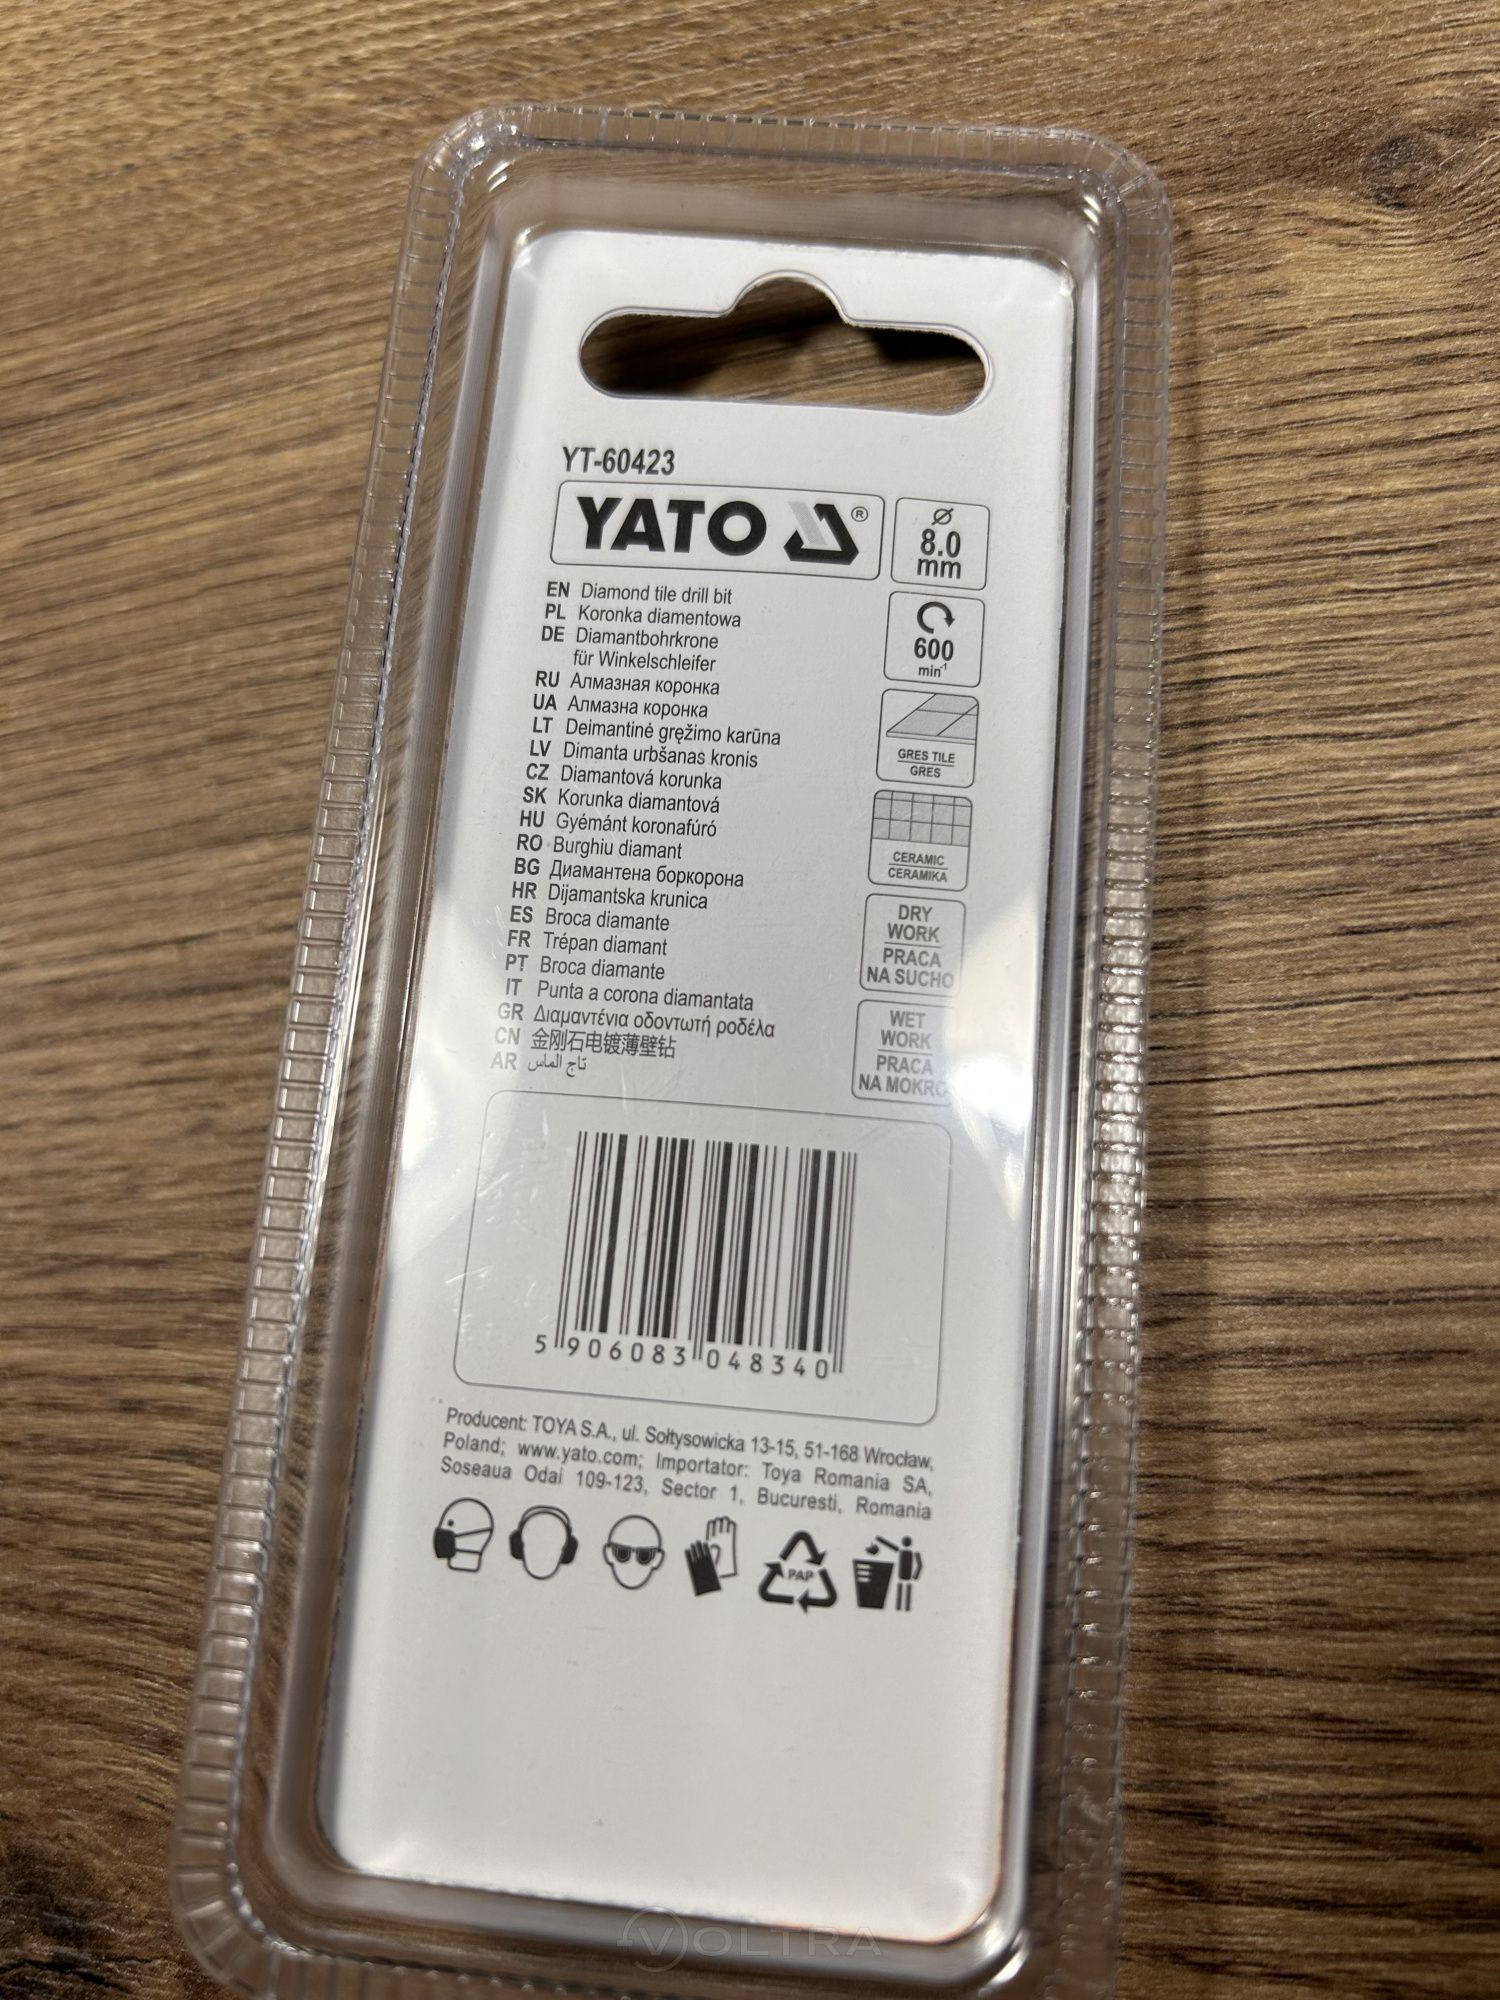 YT-60423
YATO ®
Ø
8.0
mm
EN Diamond tile drill bit
PL Koronka diamentowa
DE Diamantbohrkrone
für Winkelschleifer
RU Алмазная коронка
UA Алмазна коронка
LT Deimantinė gręžimo karūna
LV Dimanta urbšanas kronis
CZ Diamantová korunka
SK Korunka diamantová
HU Gyémánt koronafúró
RO Burghiu diamant
BG Диамантена боркорона
HR Dijamantska krunica
ES Broca diamante
FR Trépan diamant
PT Broca diamante
IT Punta a corona diamantata
GR Διαμαντένια οδοντωτή ροδέλα
CN 金刚石电镀薄壁钻
AR تاج الماس
600
min-1
GRES TILE
GRES
CERAMIC
CERAMIKA
DRY
WORK
PRACA
NA SUCHO
WET
WORK
PRACA
NA MOKRO
5 906083 048340
Producent: TOYA S.A., ul. Sołtysowicka 13-15, 51-168 Wrocław,
Poland; www.yato.com; Importator: Toya Romania SA,
Soseaua Odai 109-123, Sector 1, Bucuresti, Romania
PAP
VOLTRA